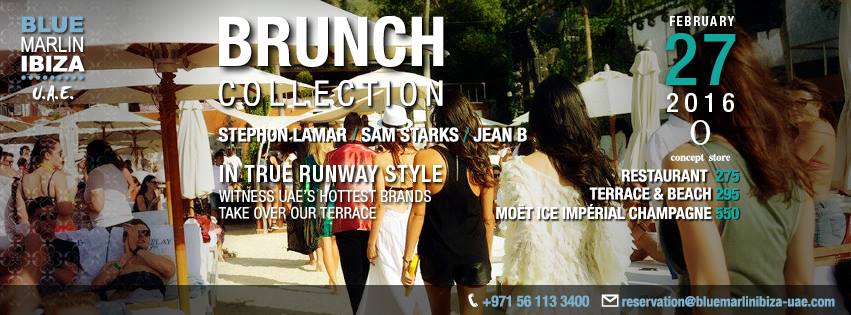 BLUE
MARLIN
IBIZA
U.A.E.
BRUNCH
COLLECTION
STEPHON LAMAR / SAM STARKS / JEAN B
IN TRUE RUNWAY STYLE
WITNESS UAE'S HOTTEST BRANDS
TAKE OVER OUR TERRACE
FEBRUARY
27
2016
O
concept store
RESTAURANT 275
TERRACE & BEACH 295
MOËT ICE IMPÉRIAL CHAMPAGNE 550
+971 56 113 3400
reservation@bluemarlinibiza-uae.com